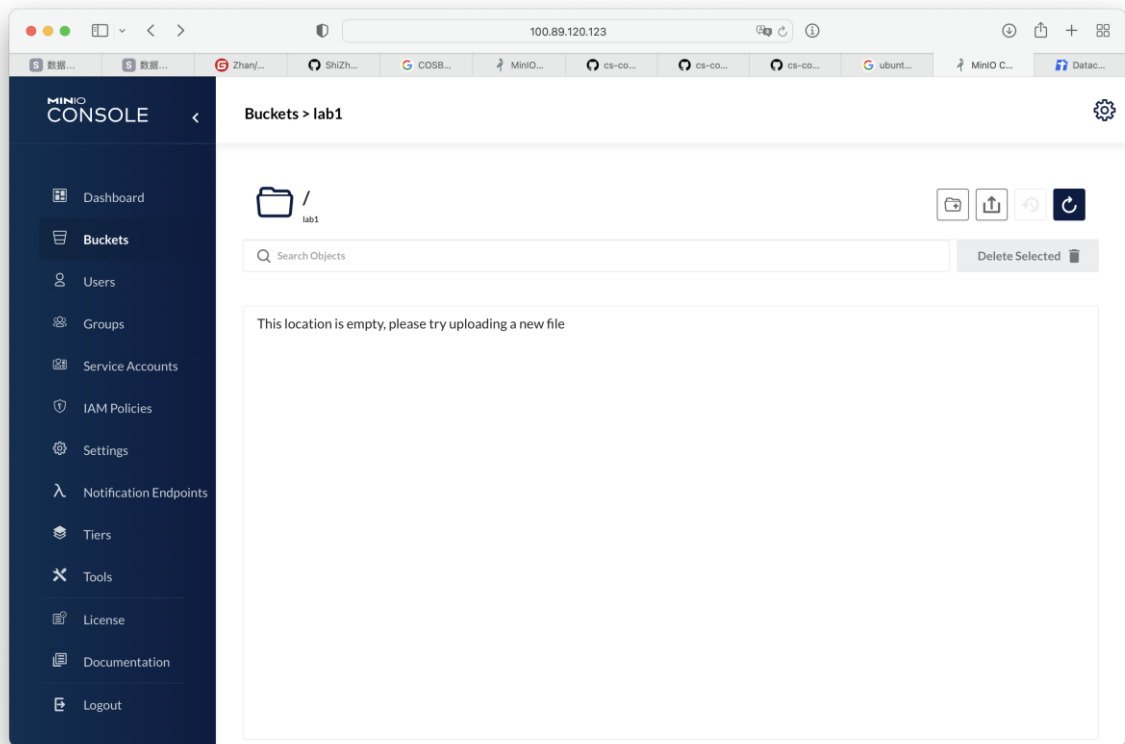 100.89.120.123
数据...
数据...
Zhan/...
ShiZh...
COSB...
MinIO...
cs-co...
cs-co...
cs-co...
ubunt...
MinIO C...
Datac...
MINIO
CONSOLE
Buckets > lab1
Dashboard
Buckets
Users
Groups
Service Accounts
IAM Policies
Settings
Notification Endpoints
Tiers
Tools
License
Documentation
Logout
/
lab1
Search Objects
Delete Selected
This location is empty, please try uploading a new file